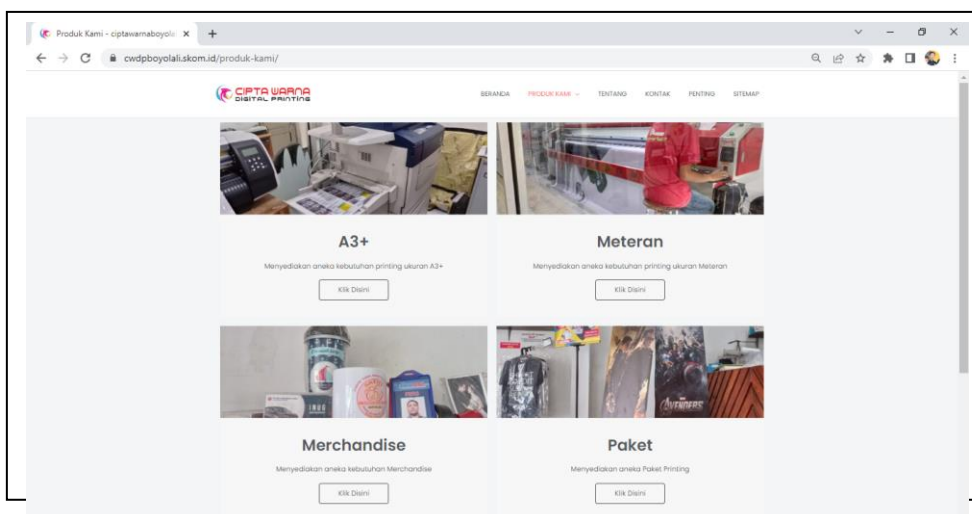 Produk Kami - ciptawarnaboyola
cwdpboyolali.skom.id/produk-kami/
CIPTA WARNA
DIGITAL PRINTING
BERANDA PRODUK KAMI TENTANG KONTAK PENTING SITEMAP
A3+
Menyediakan aneka kebutuhan printing ukuran A3+
Klik Disini
Meteran
Menyediakan aneka kebutuhan printing ukuran Meteran
Klik Disini
AVENGERS
Merchandise
Menyediakan aneka kebutuhan Merchandise
Klik Disini
Paket
Menyediakan aneka Paket Printing
Klik Disini